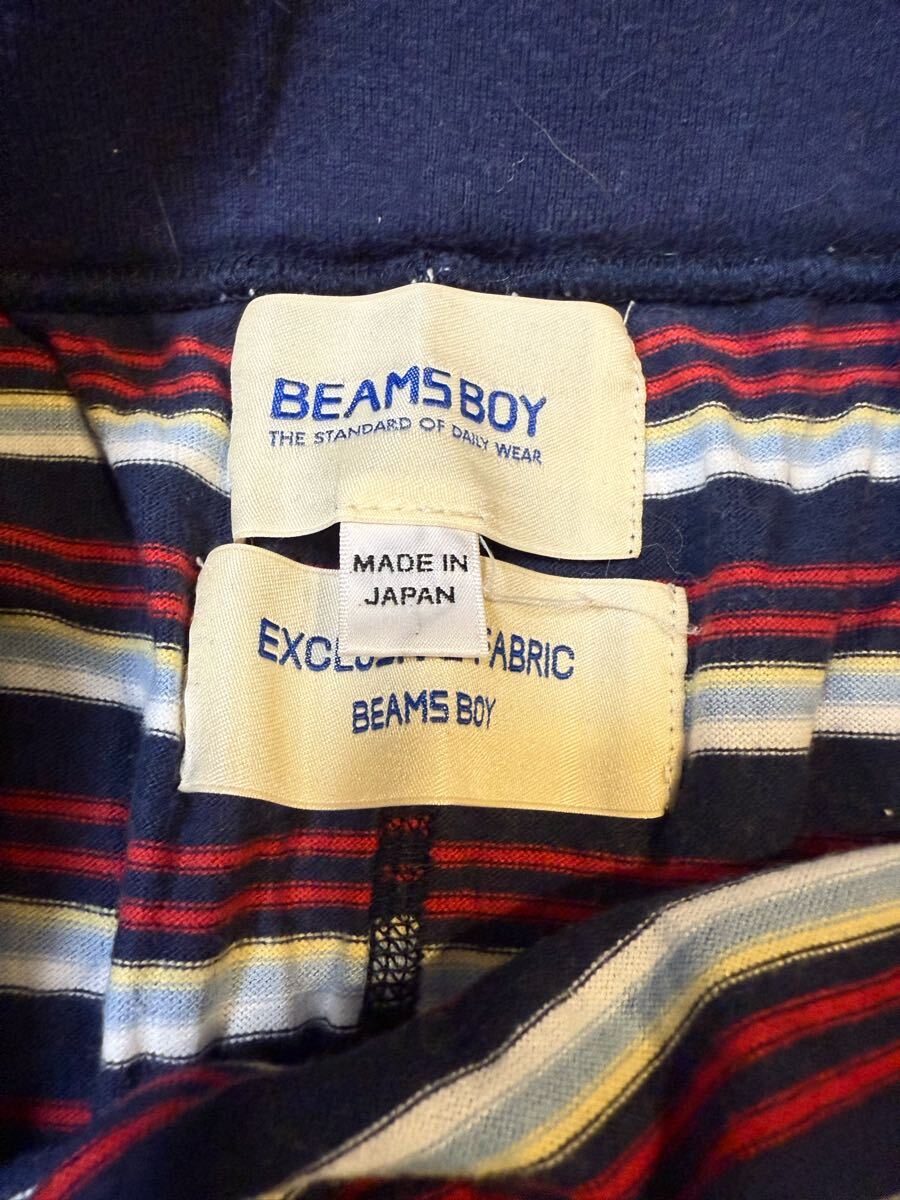 BEAMS BOY
THE STANDARD OF DAILY WEAR
MADE IN
JAPAN
FABRIC
BEAMS BOY